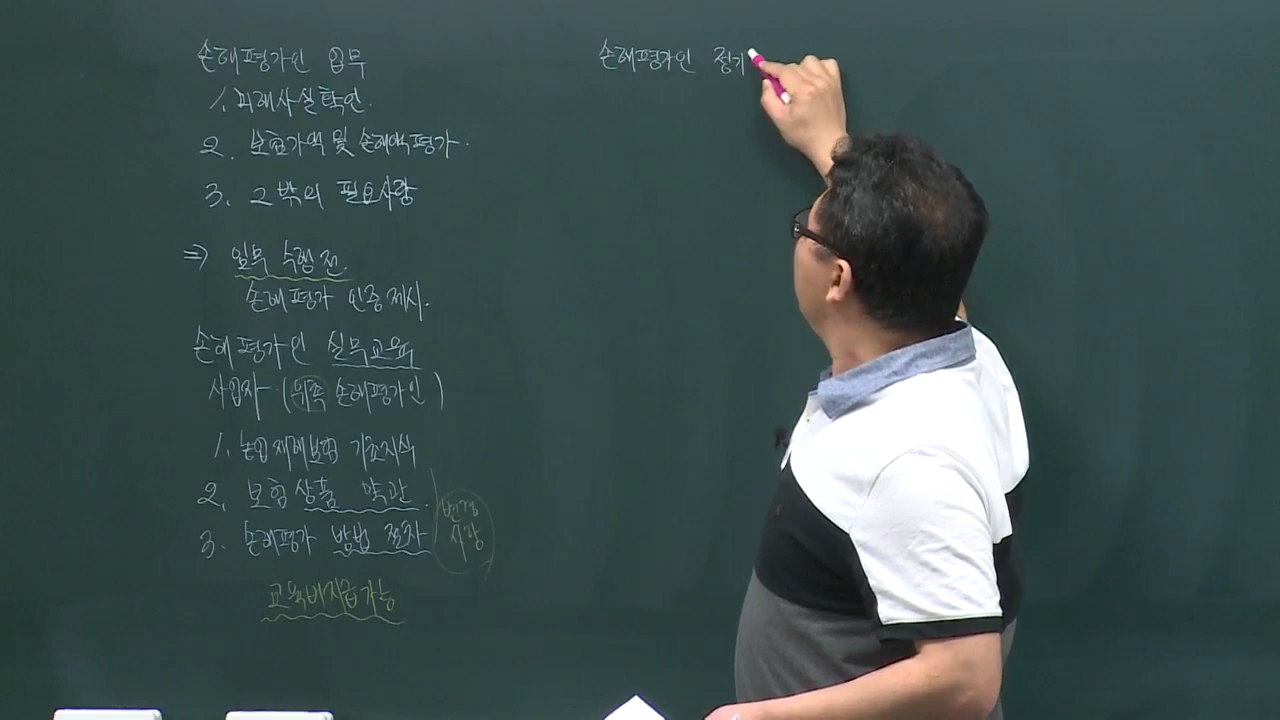 손해평가인 업무
1. 피해사실 확인.
2. 보험가액 및 손해액 평가.
3. 그 밖의 필요사항
⇒ 업무 수행 전.
손해평가 인증 제시.
손해평가인 실무교육
사업자 (위촉 손해평가인)
1. 농업재해보험 기초지식
2. 보험 상품 약관.
3. 손해평가 방법 절차
변경
사항
교육비지급가능
손해평가인 정기